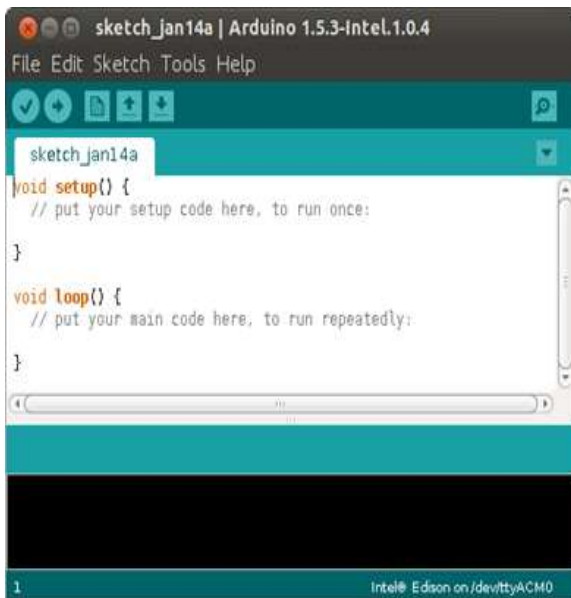 sketch_jan14a | Arduino 1.5.3-Intel.1.0.4
File Edit Sketch Tools Help
sketch_jan14a
void setup() {
  // put your setup code here, to run once:
}
void loop() {
  // put your main code here, to run repeatedly:
}
1 Intel® Edison on /dev/ttyACM0